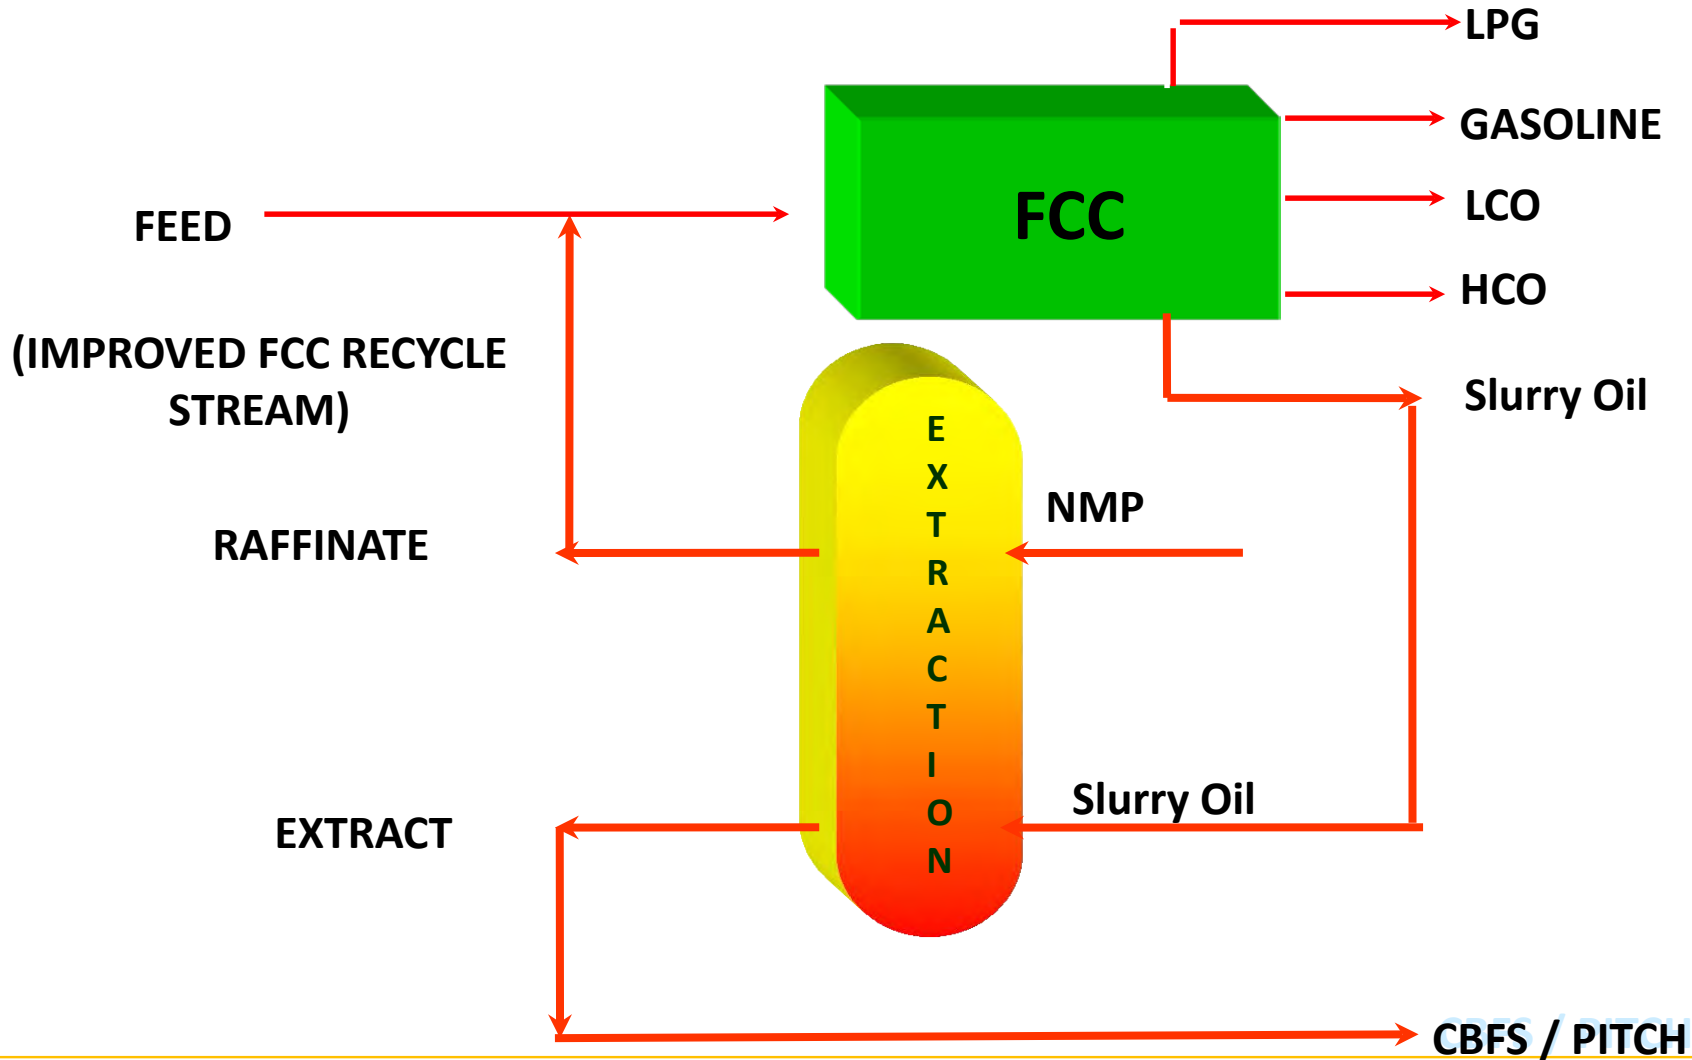 LPG
GASOLINE
FCC
LCO
FEED
HCO
(IMPROVED FCC RECYCLE
STREAM)
Slurry Oil
EXTRACTION
NMP
RAFFINATE
Slurry Oil
EXTRACT
CBFS / PITCH